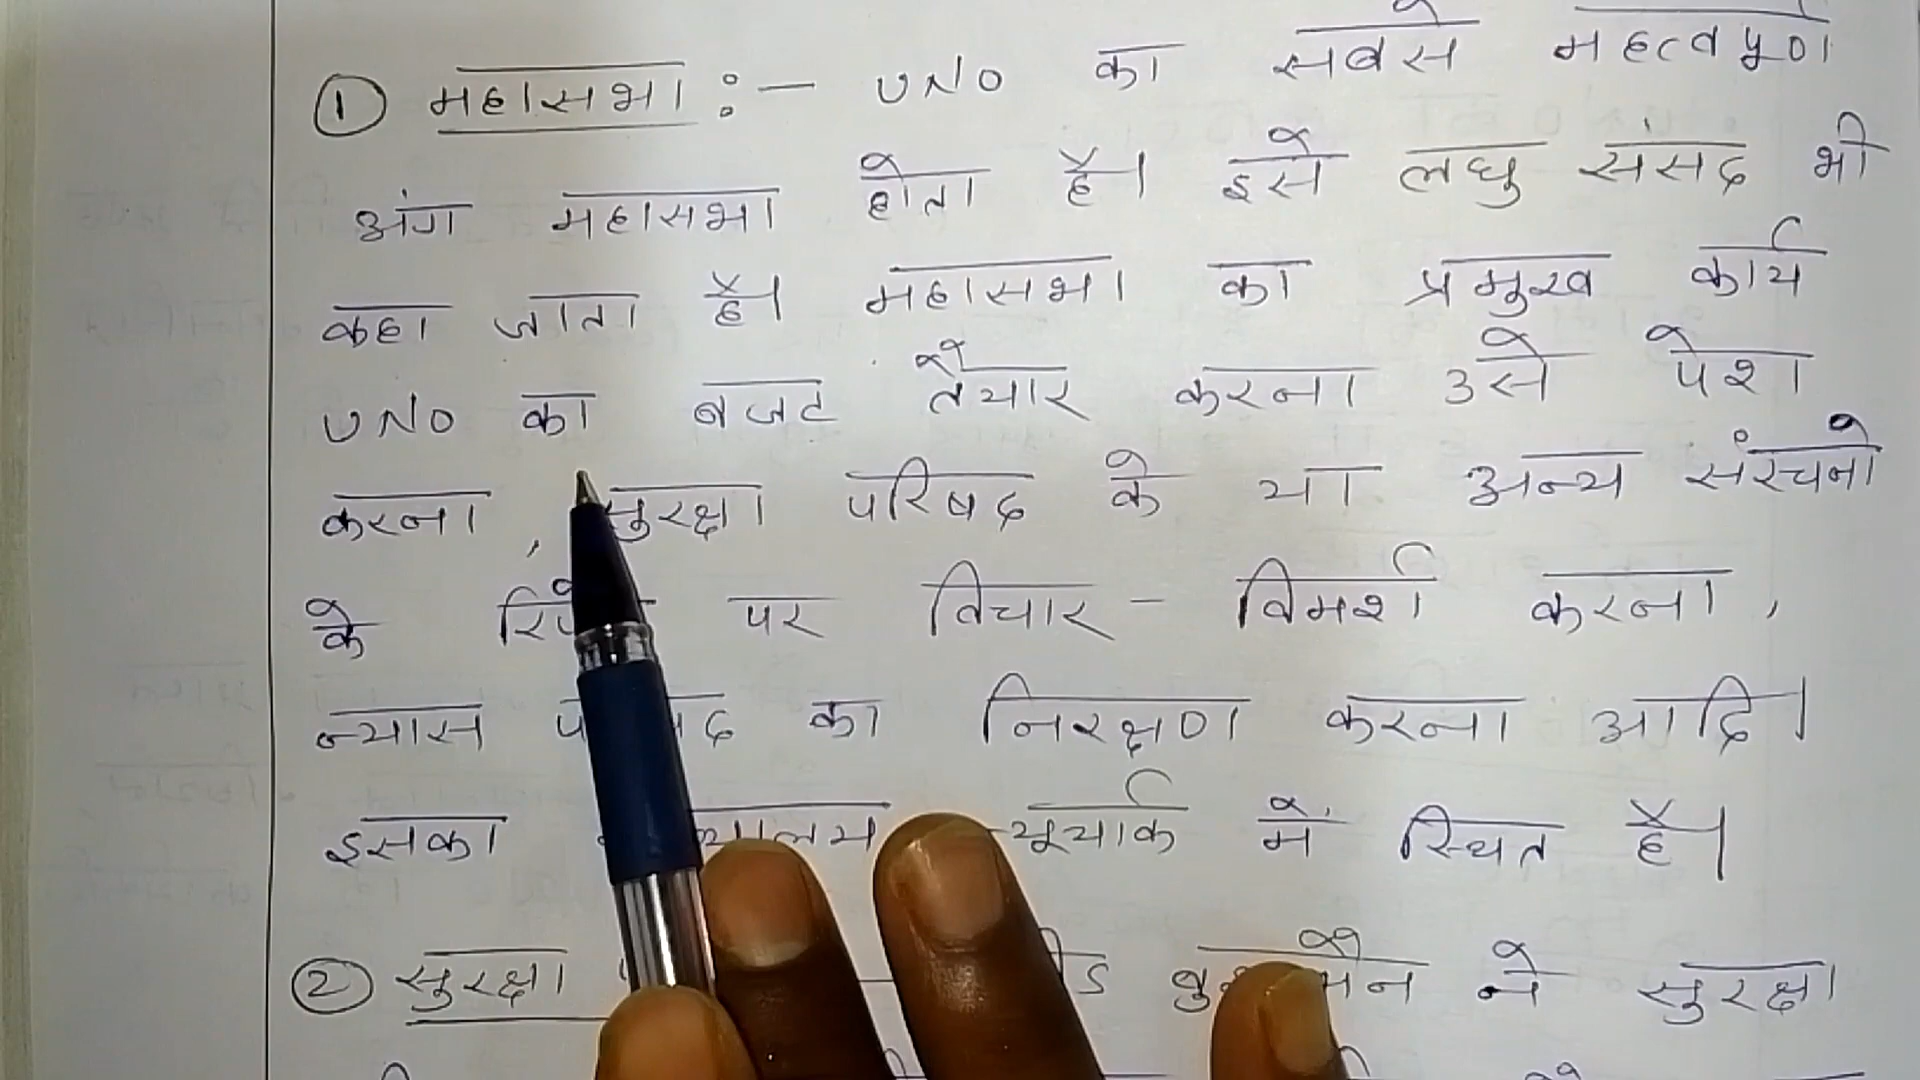 ① महासभा :- UNO का सबसे महत्वपूर्ण
अंग महासभा होता है। इसे लघु संसद भी
कहा जाता है। महासभा का प्रमुख कार्य
UNO का बजट तैयार करना उसे पेश
करना, सुरक्षा परिषद के या अन्य संरचनो
के पर विचार - विमर्श करना,
न्यास का निरक्षण करना आदि।
इसका न्यूयार्क में स्थित है।
② सुरक्षा ने सुरक्षा